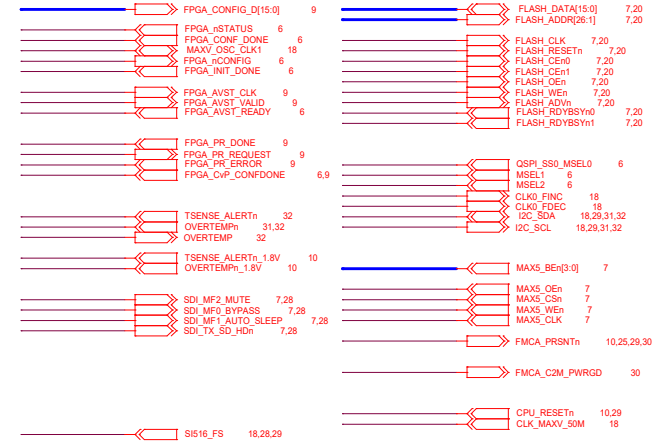 FPGA_CONFIG_D[15:0] 9
FPGA_nSTATUS 6
FPGA_CONF_DONE 6
MAXV_OSC_CLK1 18
FPGA_nCONFIG 6
FPGA_INIT_DONE 6
FPGA_AVST_CLK 9
FPGA_AVST_VALID 9
FPGA_AVST_READY 6
FPGA_PR_DONE 9
FPGA_PR_REQUEST 9
FPGA_PR_ERROR 9
FPGA_CvP_CONFDONE 6,9
TSENSE_ALERTn 32
OVERTEMPn 31,32
OVERTEMP 32
TSENSE_ALERTn_1.8V 10
OVERTEMPn_1.8V 10
SDI_MF2_MUTE 7,28
SDI_MF0_BYPASS 7,28
SDI_MF1_AUTO_SLEEP 7,28
SDI_TX_SD_HDn 7,28
SI516_FS 18,28,29
FLASH_DATA[15:0] 7,20
FLASH_ADDR[26:1] 7,20
FLASH_CLK 7,20
FLASH_RESETn 7,20
FLASH_CEn0 7,20
FLASH_CEn1 7,20
FLASH_OEn 7,20
FLASH_WEn 7,20
FLASH_ADVn 7,20
FLASH_RDYBSYn0 7,20
FLASH_RDYBSYn1 7,20
QSPI_SS0_MSEL0 6
MSEL1 6
MSEL2 6
CLK0_FINC 18
CLK0_FDEC 18
I2C_SDA 18,29,31,32
I2C_SCL 18,29,31,32
MAX5_BEn[3:0] 7
MAX5_OEn 7
MAX5_CSn 7
MAX5_WEn 7
MAX5_CLK 7
FMCA_PRSNTn 10,25,29,30
FMCA_C2M_PWRGD 30
CPU_RESETn 10,29
CLK_MAXV_50M 18